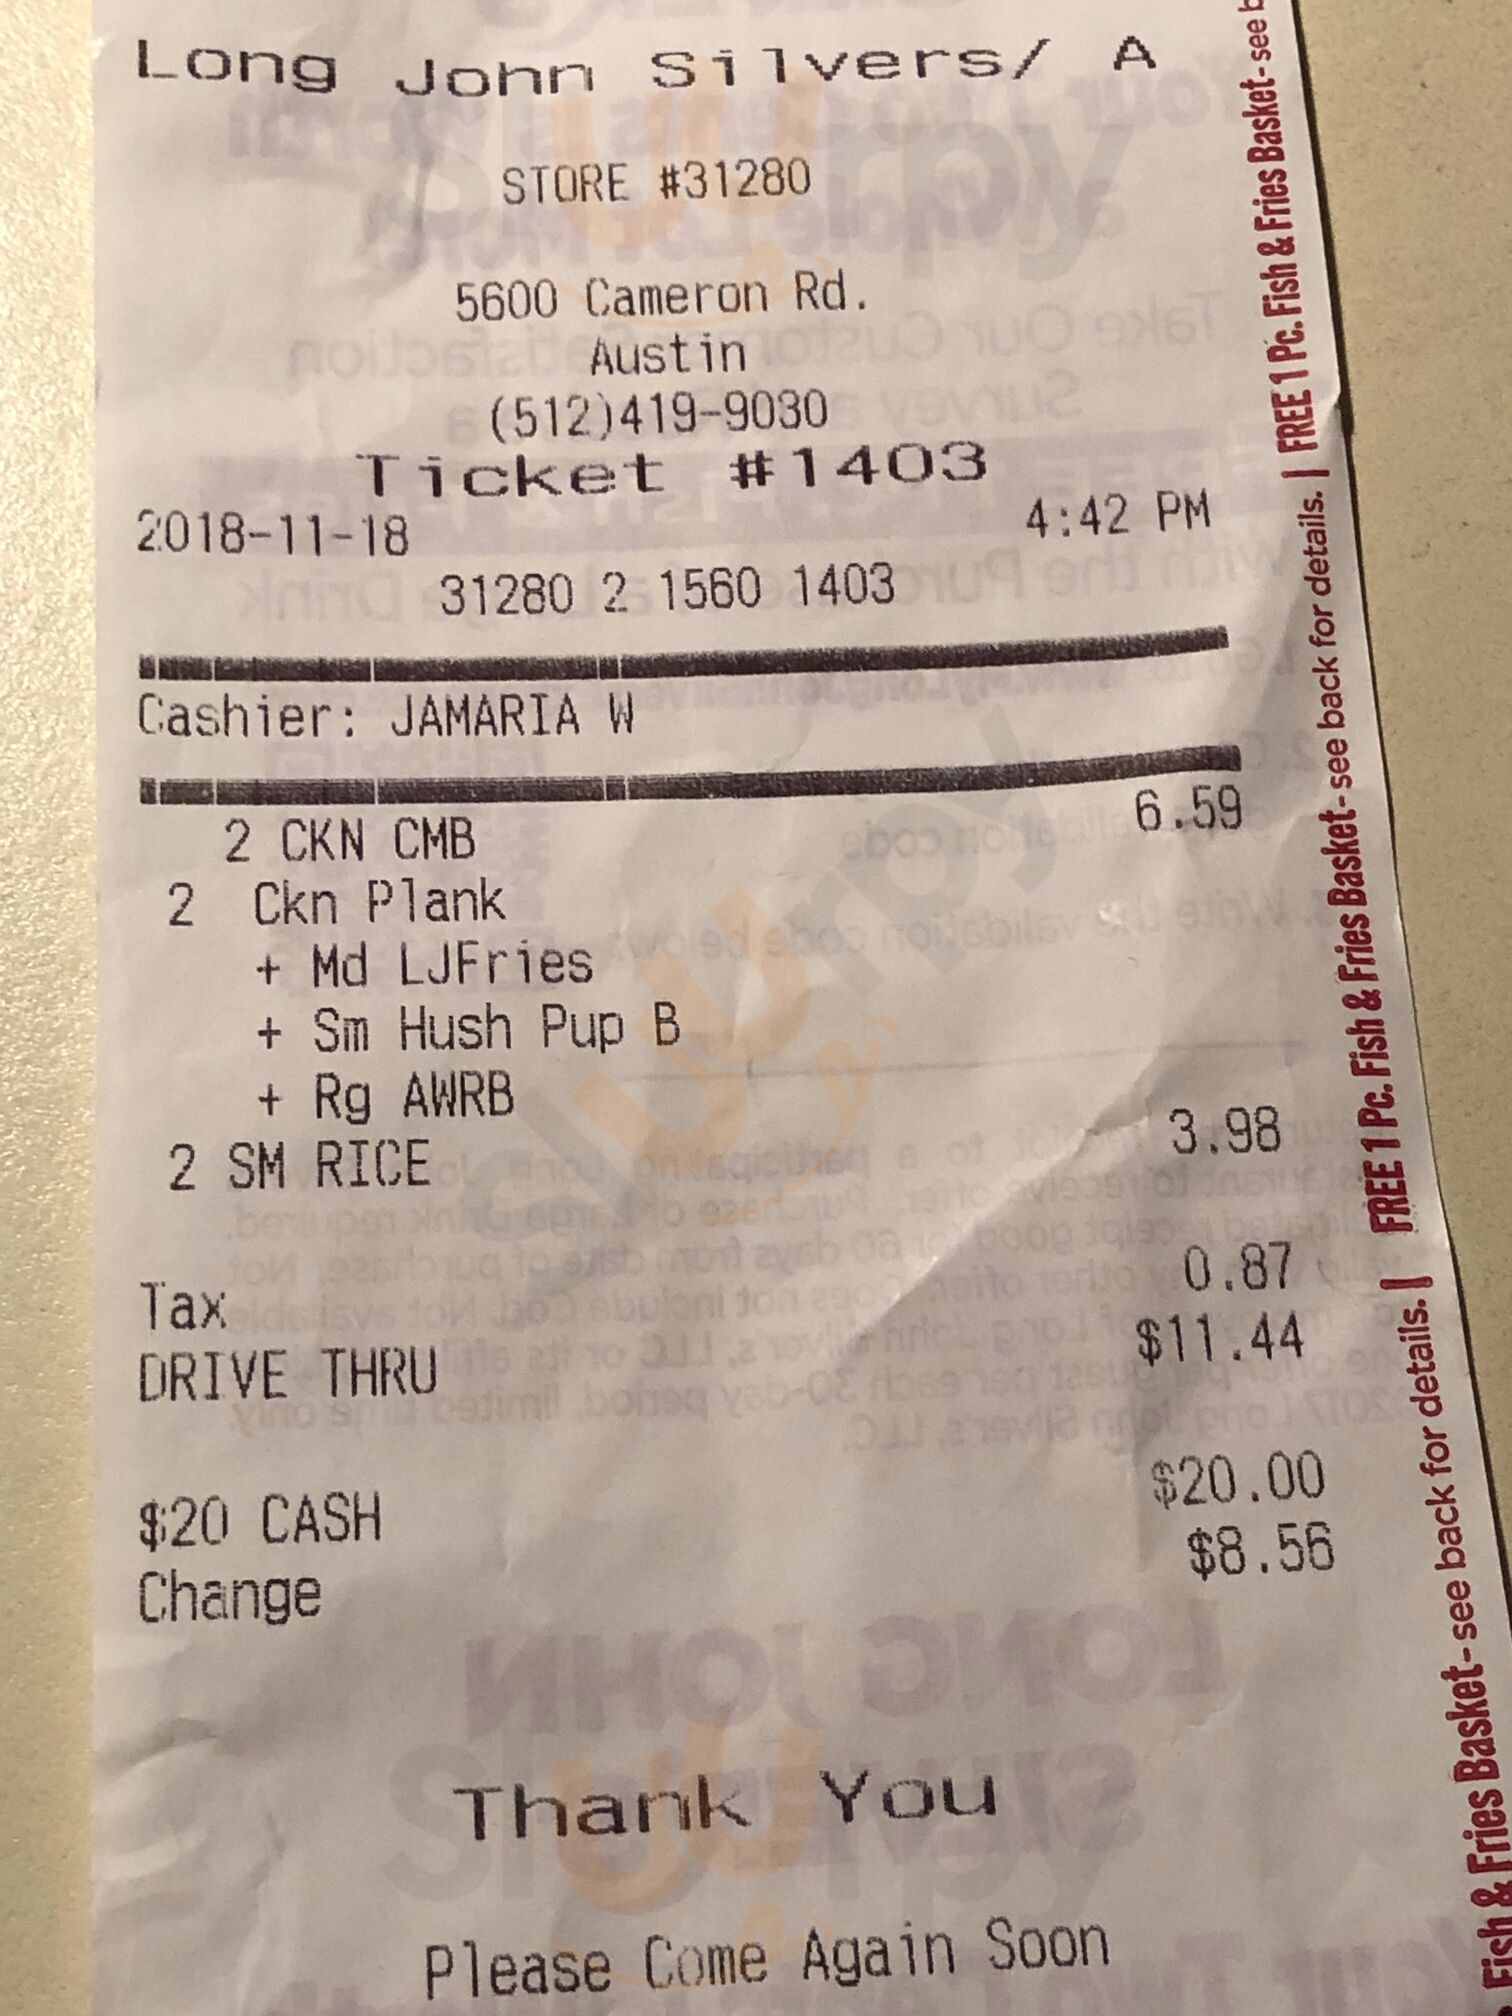 Long John Silvers/ A
STORE #31280
5600 Cameron Rd.
Austin
(512)419-9030
Ticket #1403
2018-11-18 4:42 PM
31280 2 1560 1403
Cashier: JAMARIA W
2 CKN CMB 6.59
2 Ckn Plank
+ Md LJFries
+ Sm Hush Pup B
+ Rg AWRB
2 SM RICE 3.98
Tax 0.87
DRIVE THRU $11.44
$20 CASH $20.00
Change $8.56
Thank You
Please Come Again Soon
Fish & Fries Basket - see back for details. | FREE 1 Pc. Fish & Fries Basket - see back for details. | FREE 1 Pc. Fish & Fries Basket - see b
Slurpy
Slurpy
Slurpy